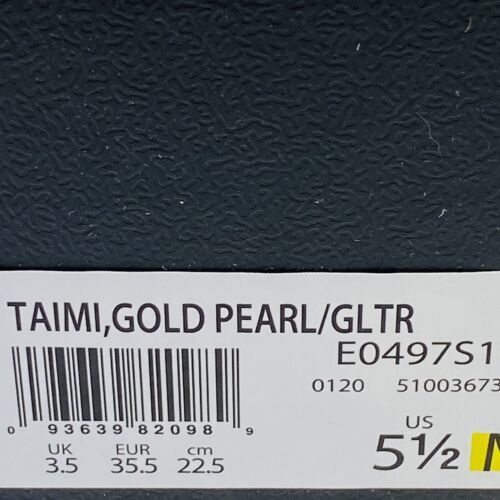 TAIMI,GOLD PEARL/GLTR
E0497S1
0120 51003673
0 93639 82098 9
UK EUR cm US
3.5 35.5 22.5 5½